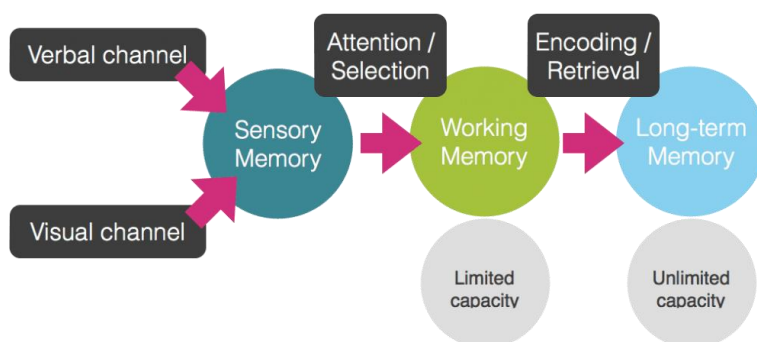 Verbal channel
Visual channel
Sensory
Memory
Attention /
Selection
Working
Memory
Encoding /
Retrieval
Long-term
Memory
Limited
capacity
Unlimited
capacity